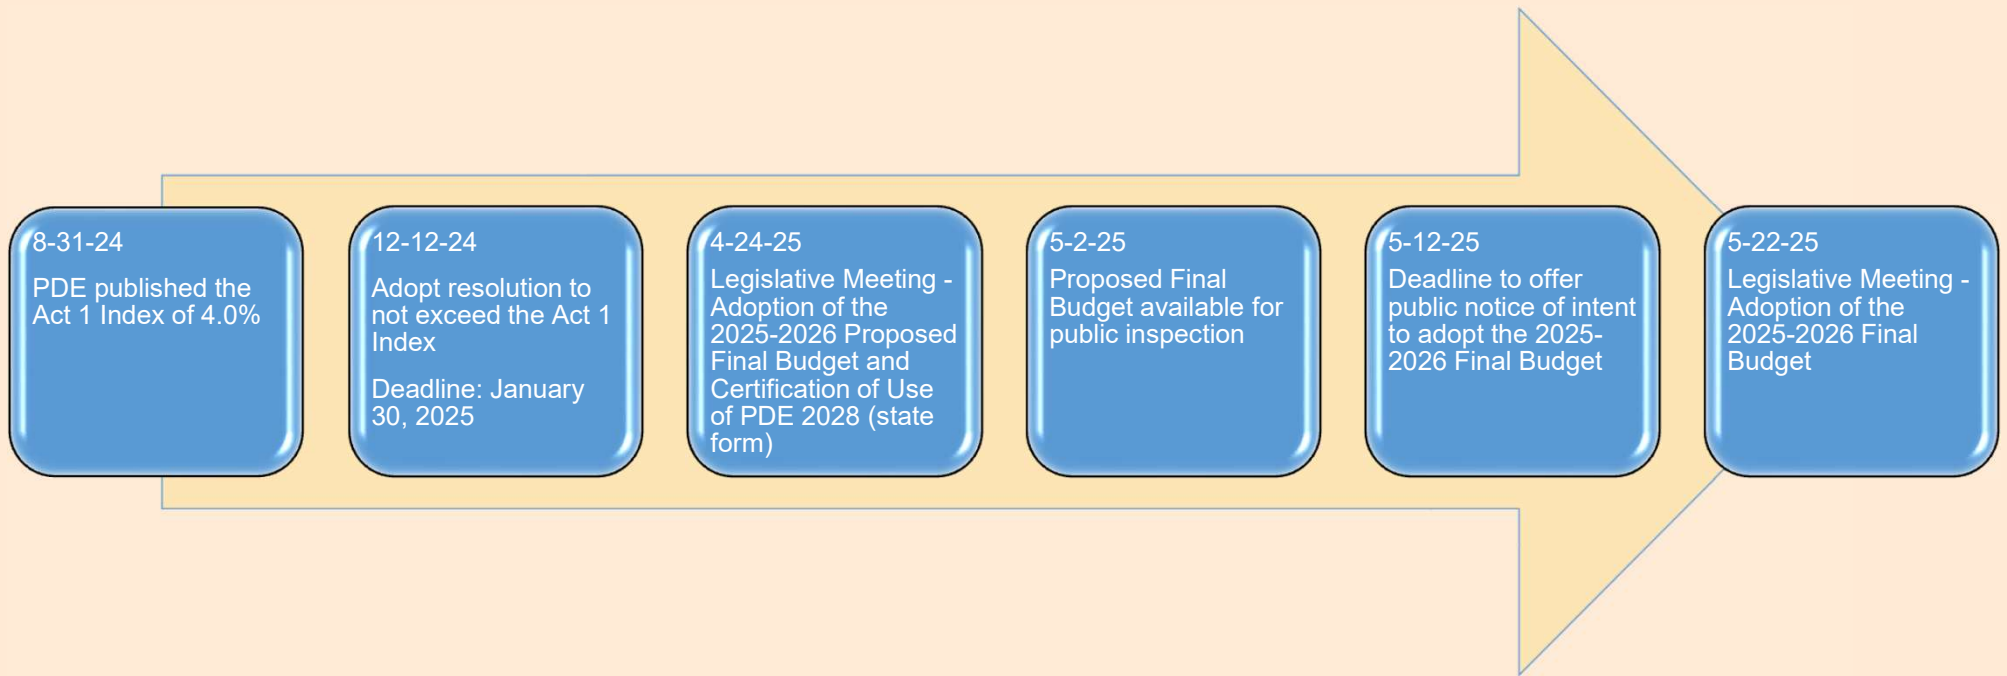 8-31-24
PDE published the
Act 1 Index of 4.0%
12-12-24
Adopt resolution to
not exceed the Act 1
Index
Deadline: January
30, 2025
4-24-25
Legislative Meeting -
Adoption of the
2025-2026 Proposed
Final Budget and
Certification of Use
of PDE 2028 (state
form)
5-2-25
Proposed Final
Budget available for
public inspection
5-12-25
Deadline to offer
public notice of intent
to adopt the 2025-
2026 Final Budget
5-22-25
Legislative Meeting -
Adoption of the
2025-2026 Final
Budget